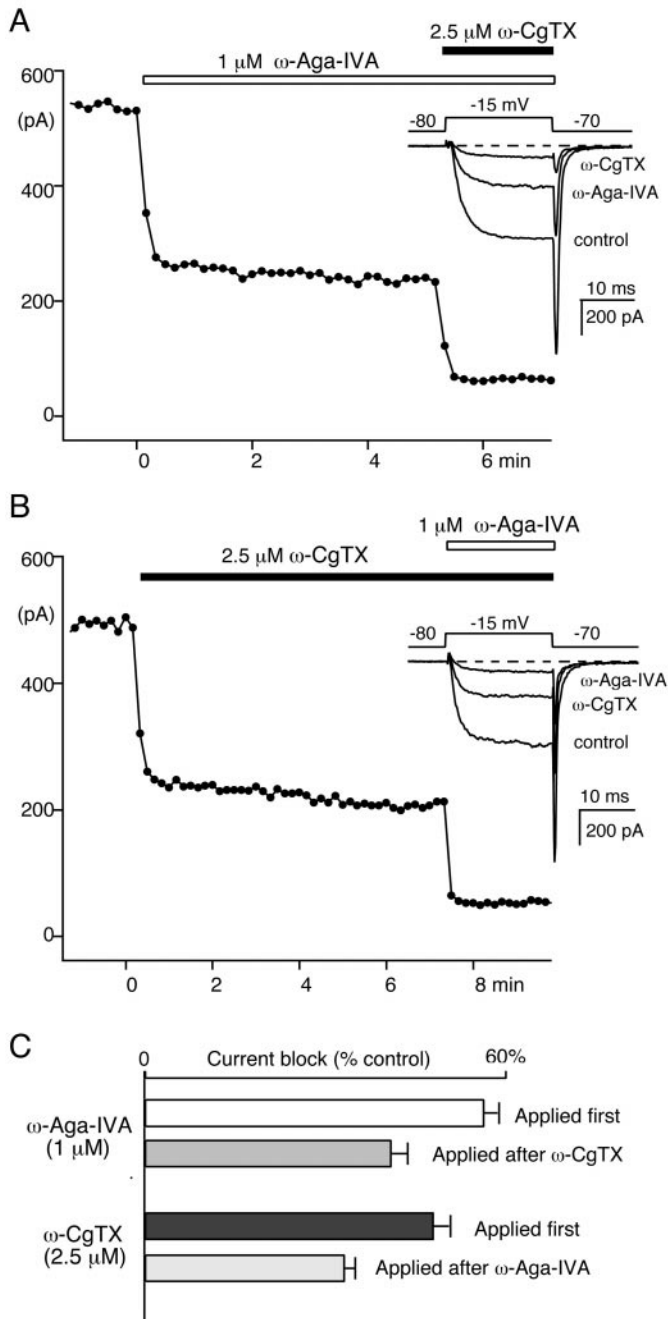 A
2.5 μM ω-CgTX
1 μM ω-Aga-IVA
600
(pA)
400
200
0
-80
-15 mV
-70
ω-CgTX
ω-Aga-IVA
control
10 ms
200 pA
0
2
4
6 min
B
1 μM ω-Aga-IVA
2.5 μM ω-CgTX
600
(pA)
400
200
0
-80
-15 mV
-70
ω-Aga-IVA
ω-CgTX
control
10 ms
200 pA
0
2
4
6
8 min
C
0
Current block (% control)
60%
ω-Aga-IVA
(1 μM)
Applied first
Applied after ω-CgTX
ω-CgTX
(2.5 μM)
Applied first
Applied after ω-Aga-IVA